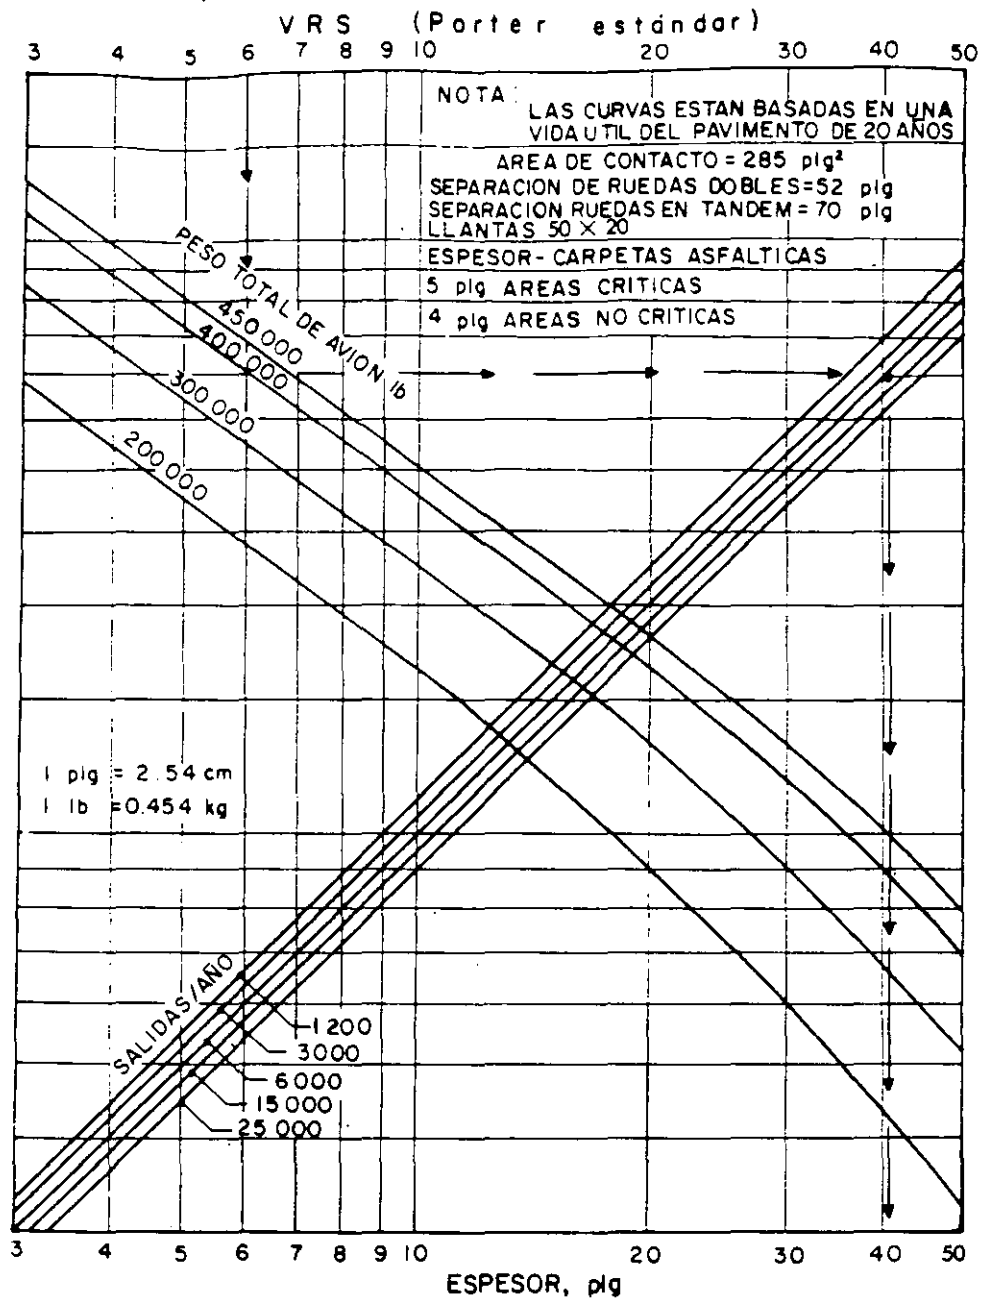 VRS (Porter estándar)
3 4 5 6 7 8 9 10 20 30 40 50
NOTA:
LAS CURVAS ESTAN BASADAS EN UNA
VIDA UTIL DEL PAVIMENTO DE 20 AÑOS
AREA DE CONTACTO = 285 plg²
SEPARACION DE RUEDAS DOBLES=52 plg
SEPARACION RUEDAS EN TANDEM = 70 plg
LLANTAS 50 X 20
ESPESOR-CARPETAS ASFALTICAS
5 plg AREAS CRITICAS
4 plg AREAS NO CRITICAS
PESO TOTAL DE AVION lb
450 000
400 000
300 000
200 000
1 plg = 2.54 cm
1 lb =0.454 kg
SALIDAS/AÑO
1 200
3000
6 000
15 000
25 000
3 4 5 6 7 8 9 10 20 30 40 50
ESPESOR, plg